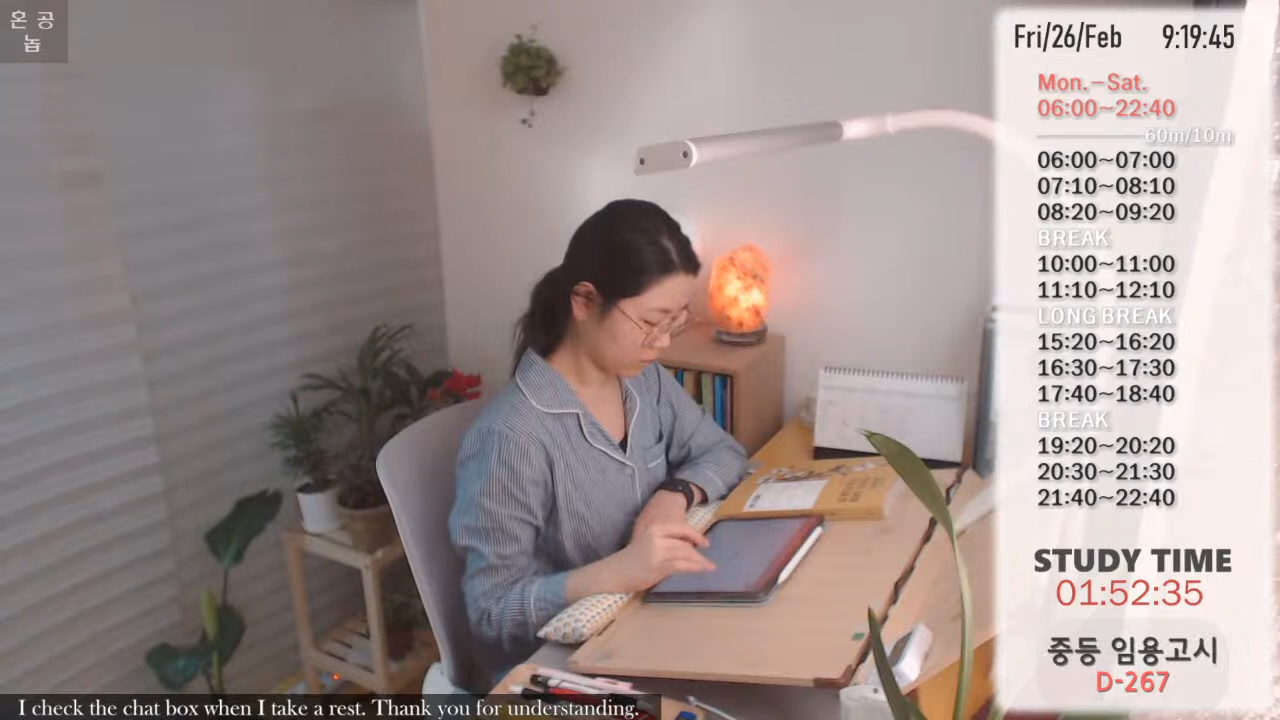 혼 공
놉
Fri/26/Feb 9:19:45
Mon.-Sat.
06:00~22:40
60m/10m
06:00~07:00
07:10~08:10
08:20~09:20
BREAK
10:00~11:00
11:10~12:10
LONG BREAK
15:20~16:20
16:30~17:30
17:40~18:40
BREAK
19:20~20:20
20:30~21:30
21:40~22:40
STUDY TIME
01:52:35
중등 임용고시
D-267
I check the chat box when I take a rest. Thank you for understanding.